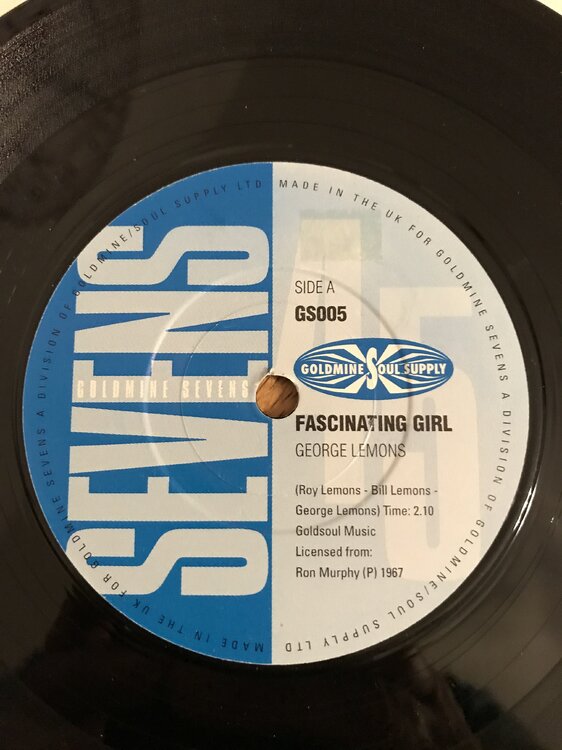 MADE IN THE UK FOR GOLDMINE SEVENS A DIVISION OF GOLDMINE/SOUL SUPPLY LTD
MADE IN THE UK FOR GOLDMINE SEVENS A DIVISION OF GOLDMINE/SOUL SUPPLY LTD
SEVENS
GOLDMINE SEVENS
45
SIDE A
GS005
GOLDMINE SOUL SUPPLY
FASCINATING GIRL
GEORGE LEMONS
(Roy Lemons - Bill Lemons -
George Lemons) Time: 2.10
Goldsoul Music
Licensed from:
Ron Murphy (P) 1967